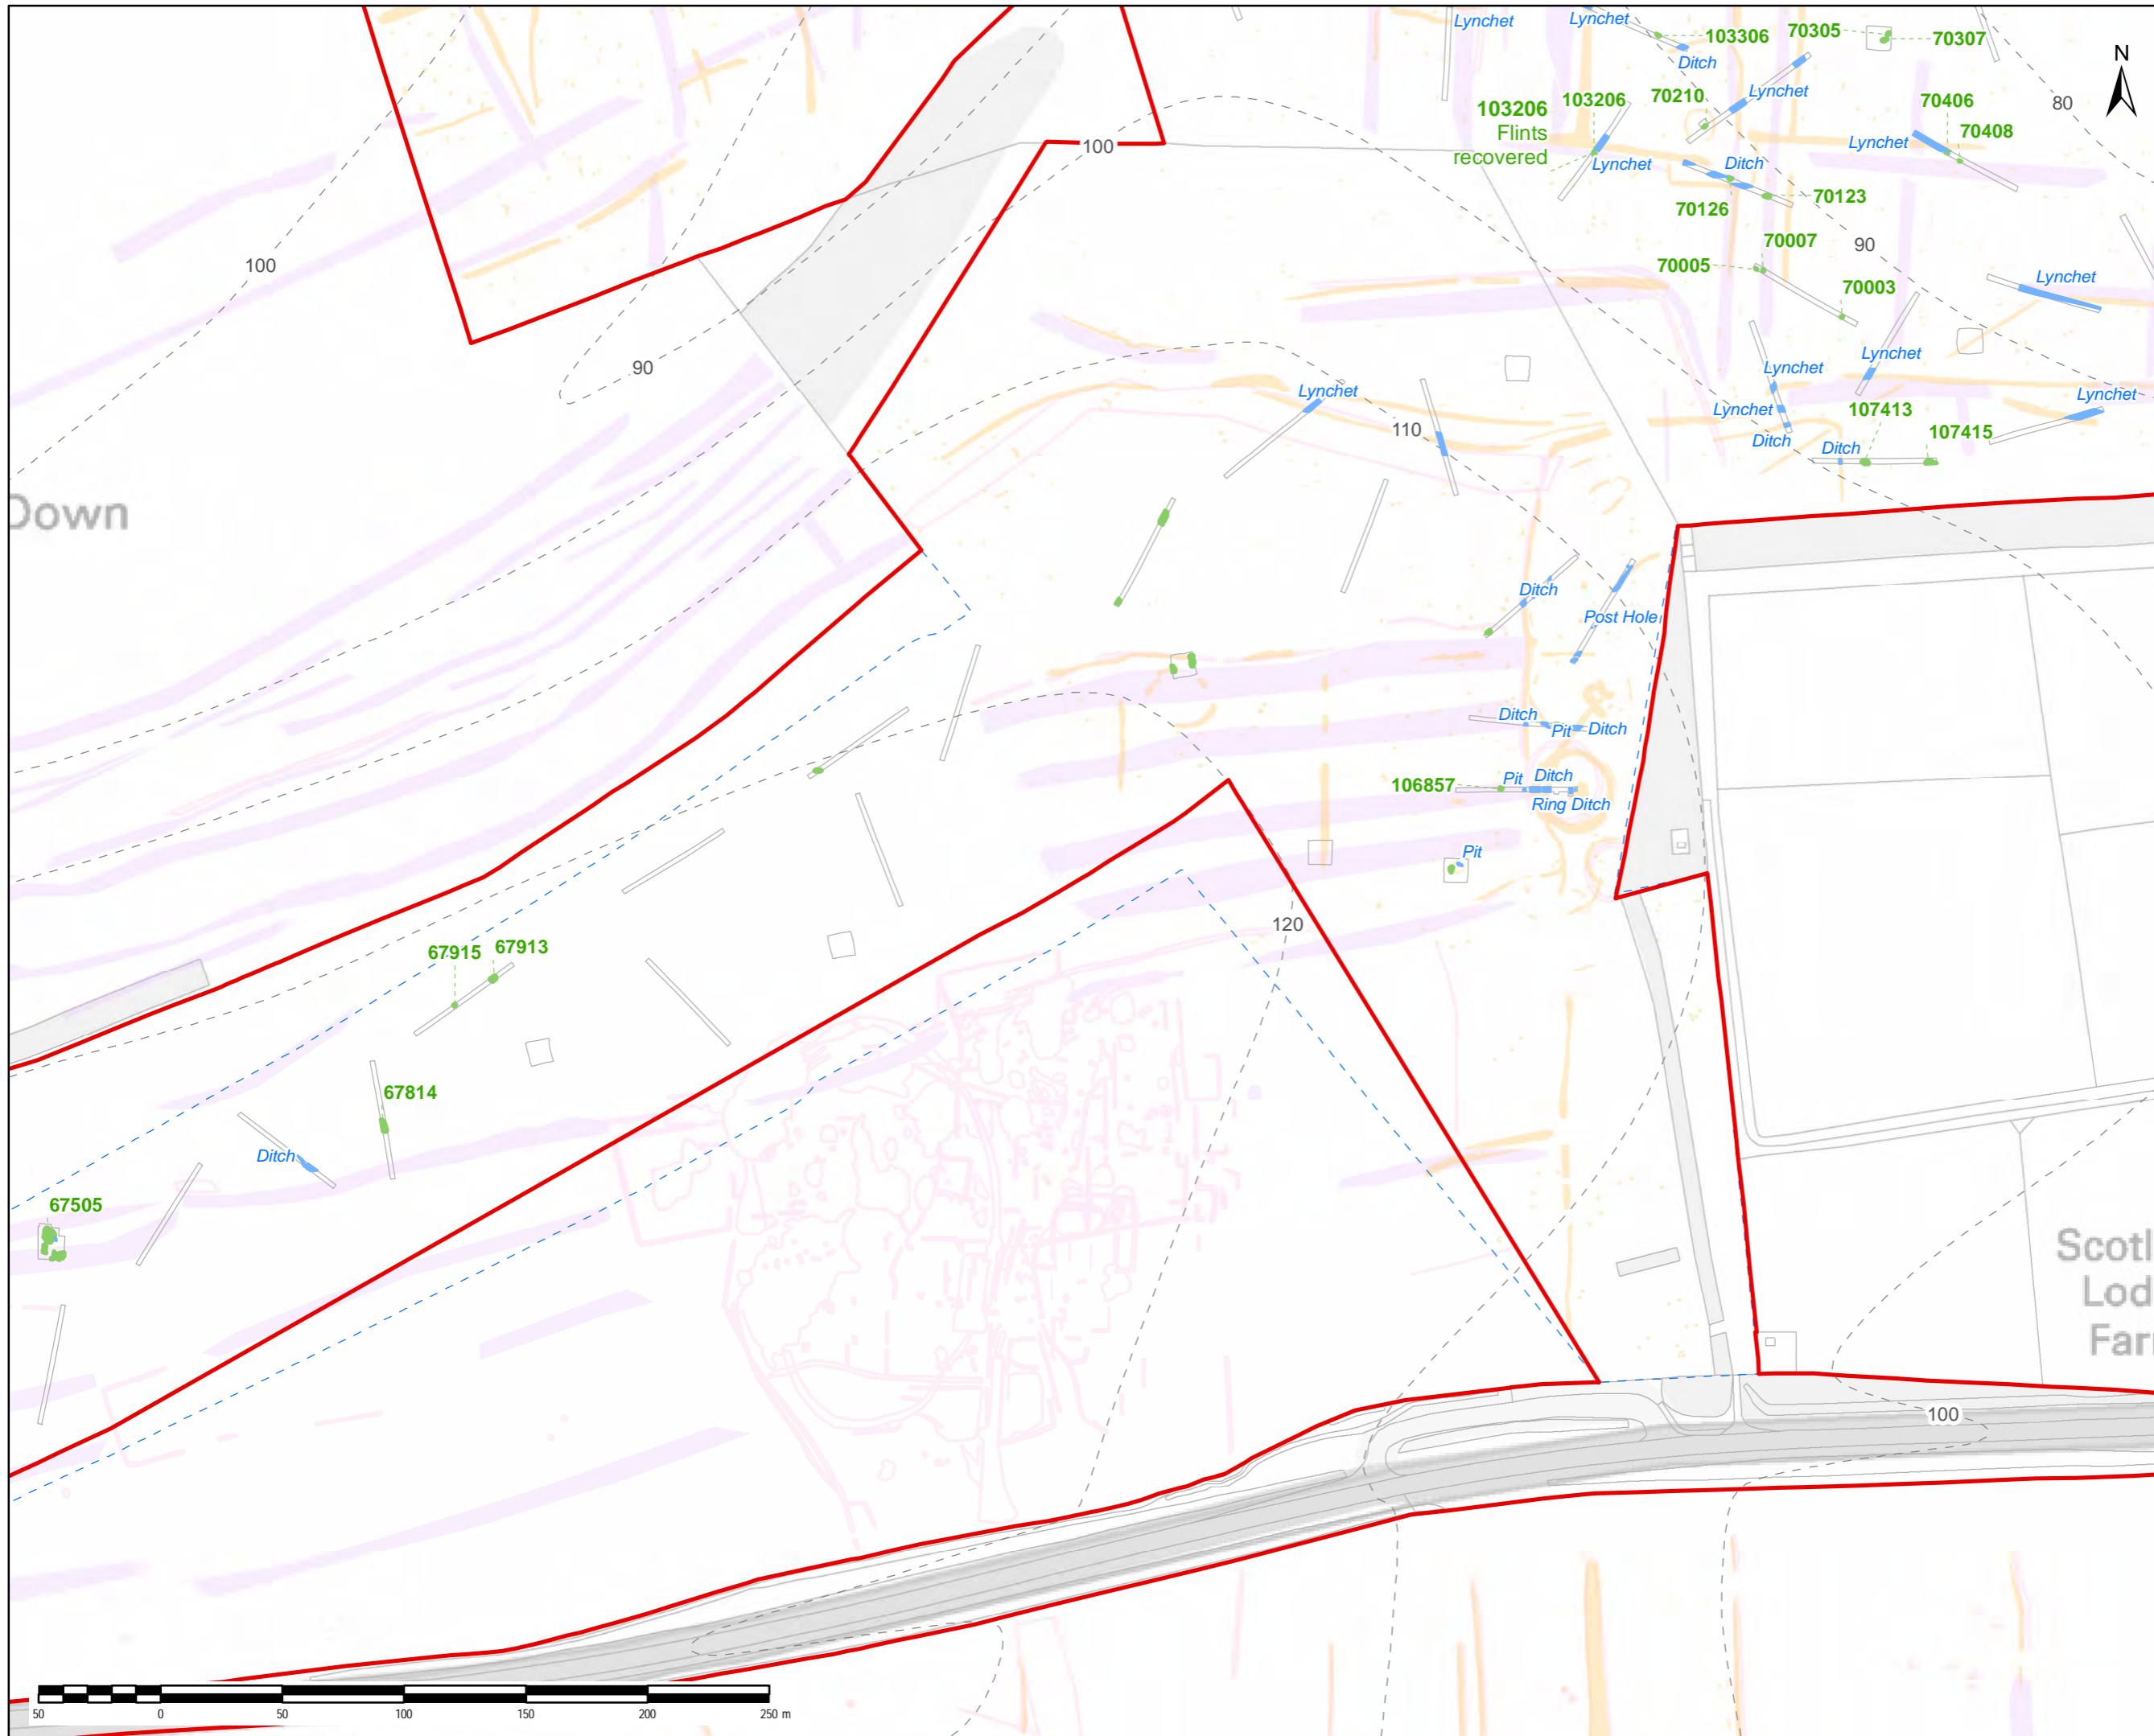 Lynchet
Lynchet
103306
70305
70307
Ditch
N
103206
Flints
recovered
103206
70210
Lynchet
70406
80
Lynchet
70408
100
Lynchet
Ditch
70126
70123
100
70007
90
70005
70003
Lynchet
90
Lynchet
Lynchet
Lynchet
Lynchet
110
Lynchet
107413
Ditch
Ditch
107415
Down
Ditch
Post Hole
Ditch
Pit
Ditch
106857
Pit
Ditch
Ring Ditch
Pit
120
67915
67913
67814
Ditch
67505
Scotl
Lod
Far
100
50
0
50
100
150
200
250 m